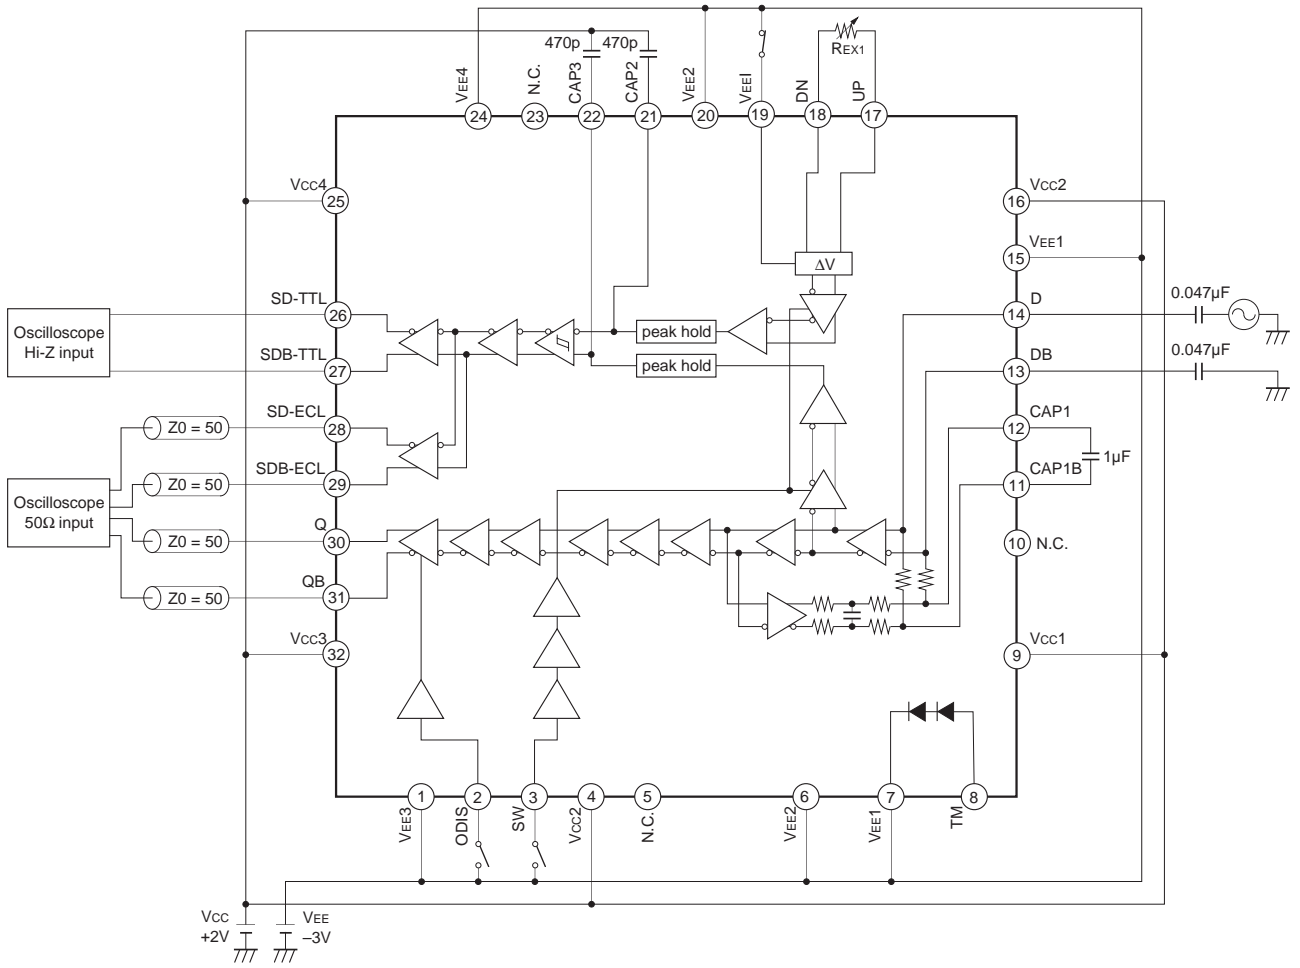 470p 470p
REX1
VEE4
N.C.
CAP3
CAP2
VEE2
VEEI
DN
UP
24 23 22 21 20 19 18 17
VCC4
25
VCC2
16
VEE1
15
ΔV
SD-TTL
26
D
14
0.047µF
Oscilloscope
Hi-Z input
peak hold
peak hold
SDB-TTL
27
DB
13
0.047µF
SD-ECL
28
Z0 = 50
CAP1
12
1µF
SDB-ECL
29
Z0 = 50
CAP1B
11
Oscilloscope
50Ω input
Q
30
Z0 = 50
10
N.C.
QB
31
Z0 = 50
VCC3
32
VCC1
9
1 2 3 4 5 6 7 8
VEE3
ODIS
SW
VCC2
N.C.
VEE2
VEE1
TM
VCC
+2V
VEE
–3V